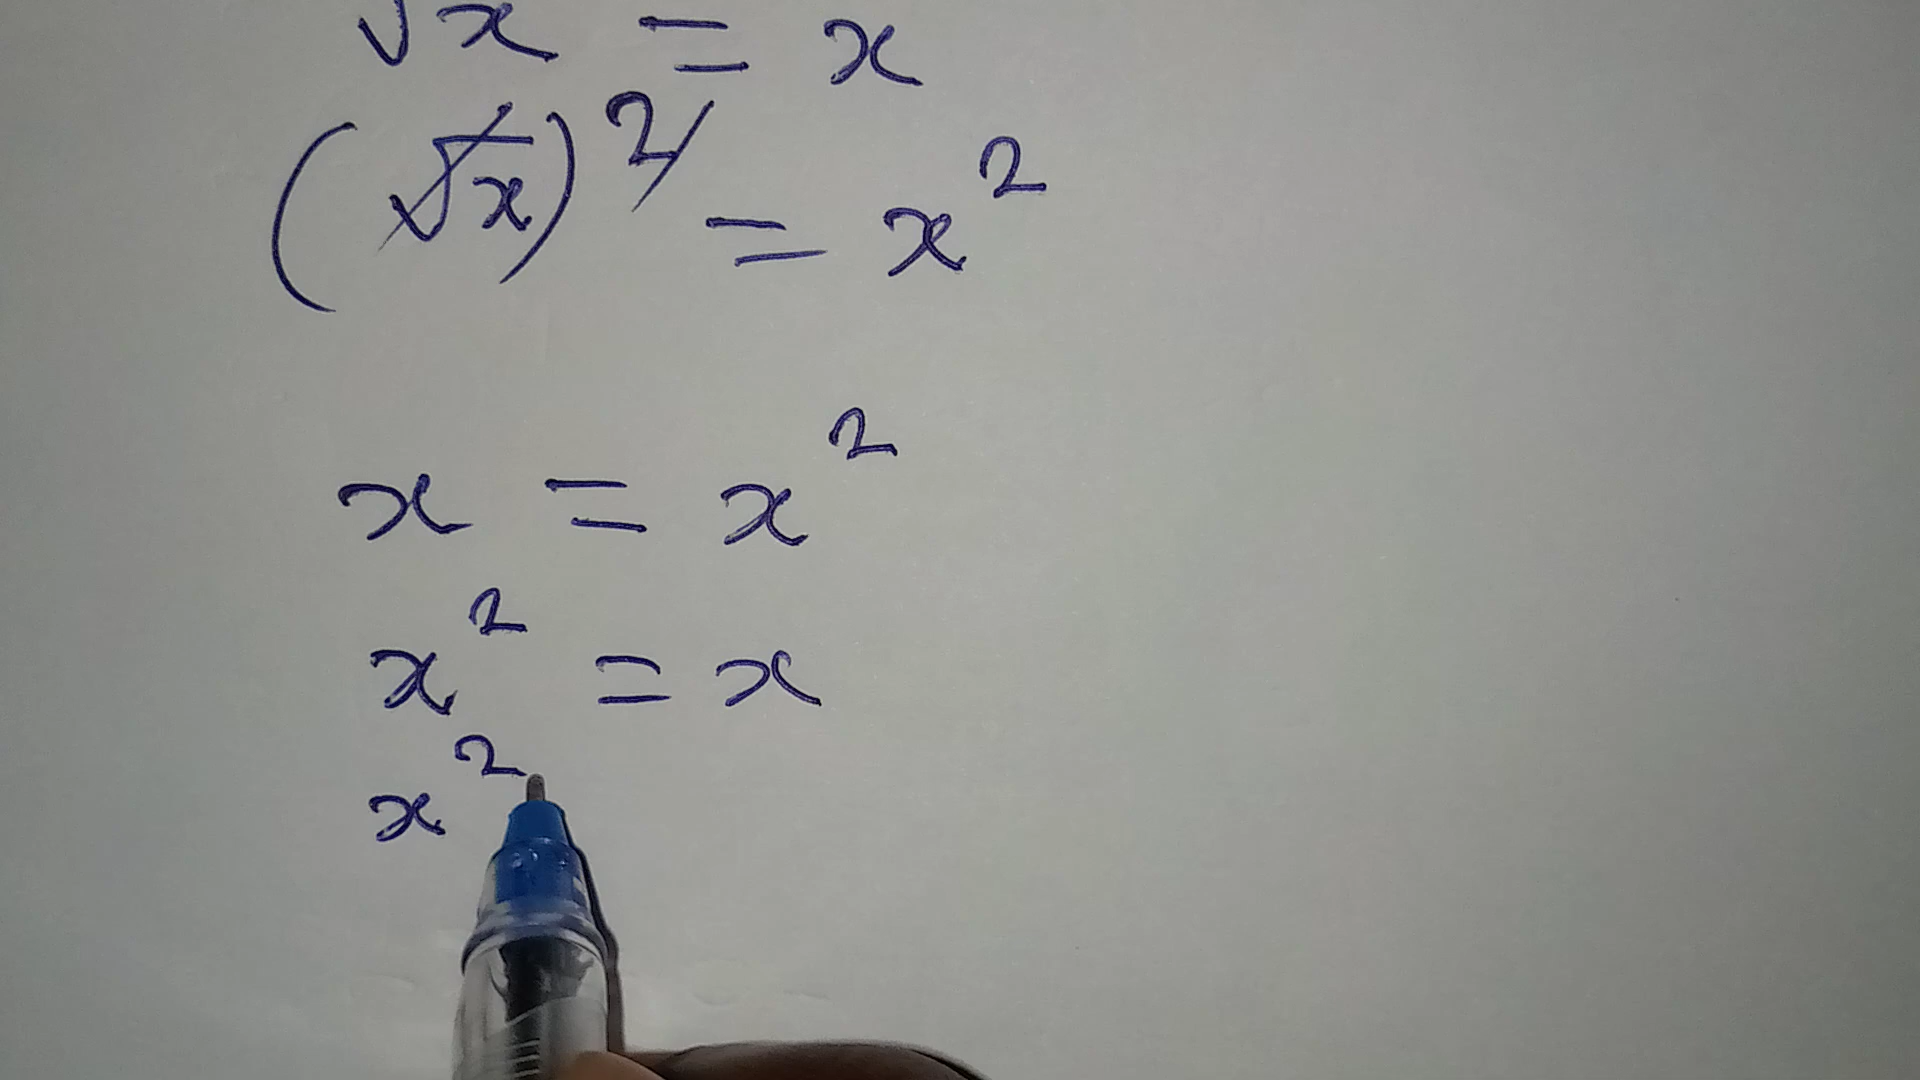 √x = x
(√x)² = x²
x = x²
x² = x
x²